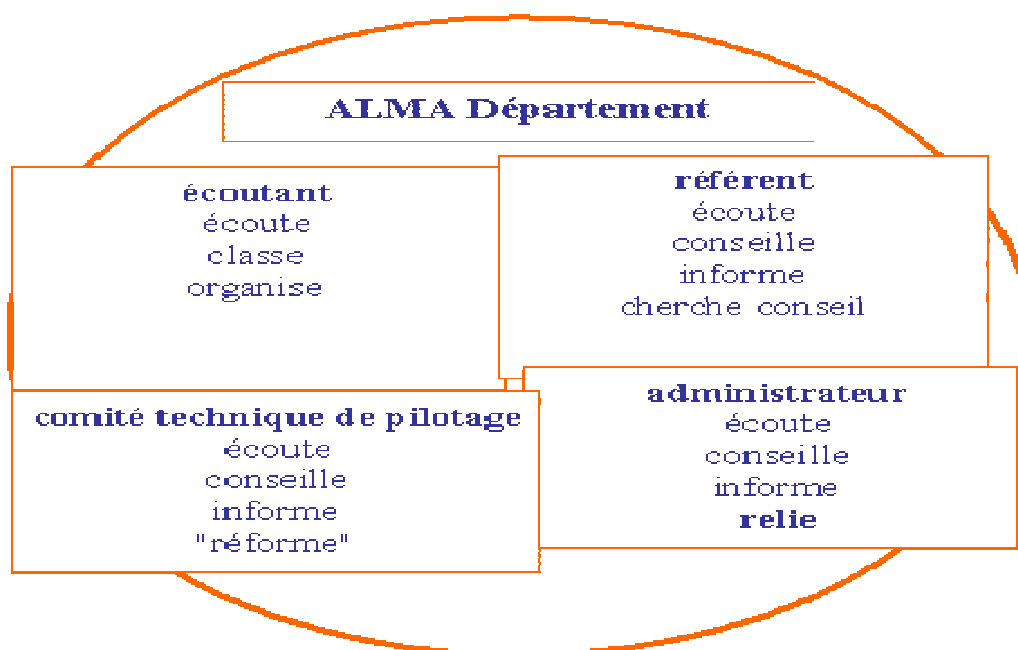 ALMA Département
écoutant
écoute
classe
organise
référent
écoute
conseille
informe
cherche conseil
comité technique de pilotage
écoute
conseille
informe
"réforme"
administrateur
écoute
conseille
informe
relie